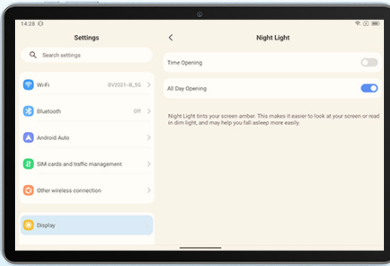 14:28
Settings
Night Light
Search settings
Time Opening
Wi-Fi
All Day Opening
Bluetooth
Off
Night Light tints your screen amber. This makes it easier to look at your screen or read
in dim light, and may help you fall asleep more easily.
Android Auto
SIM cards and traffic management
Other wireless connection
Display